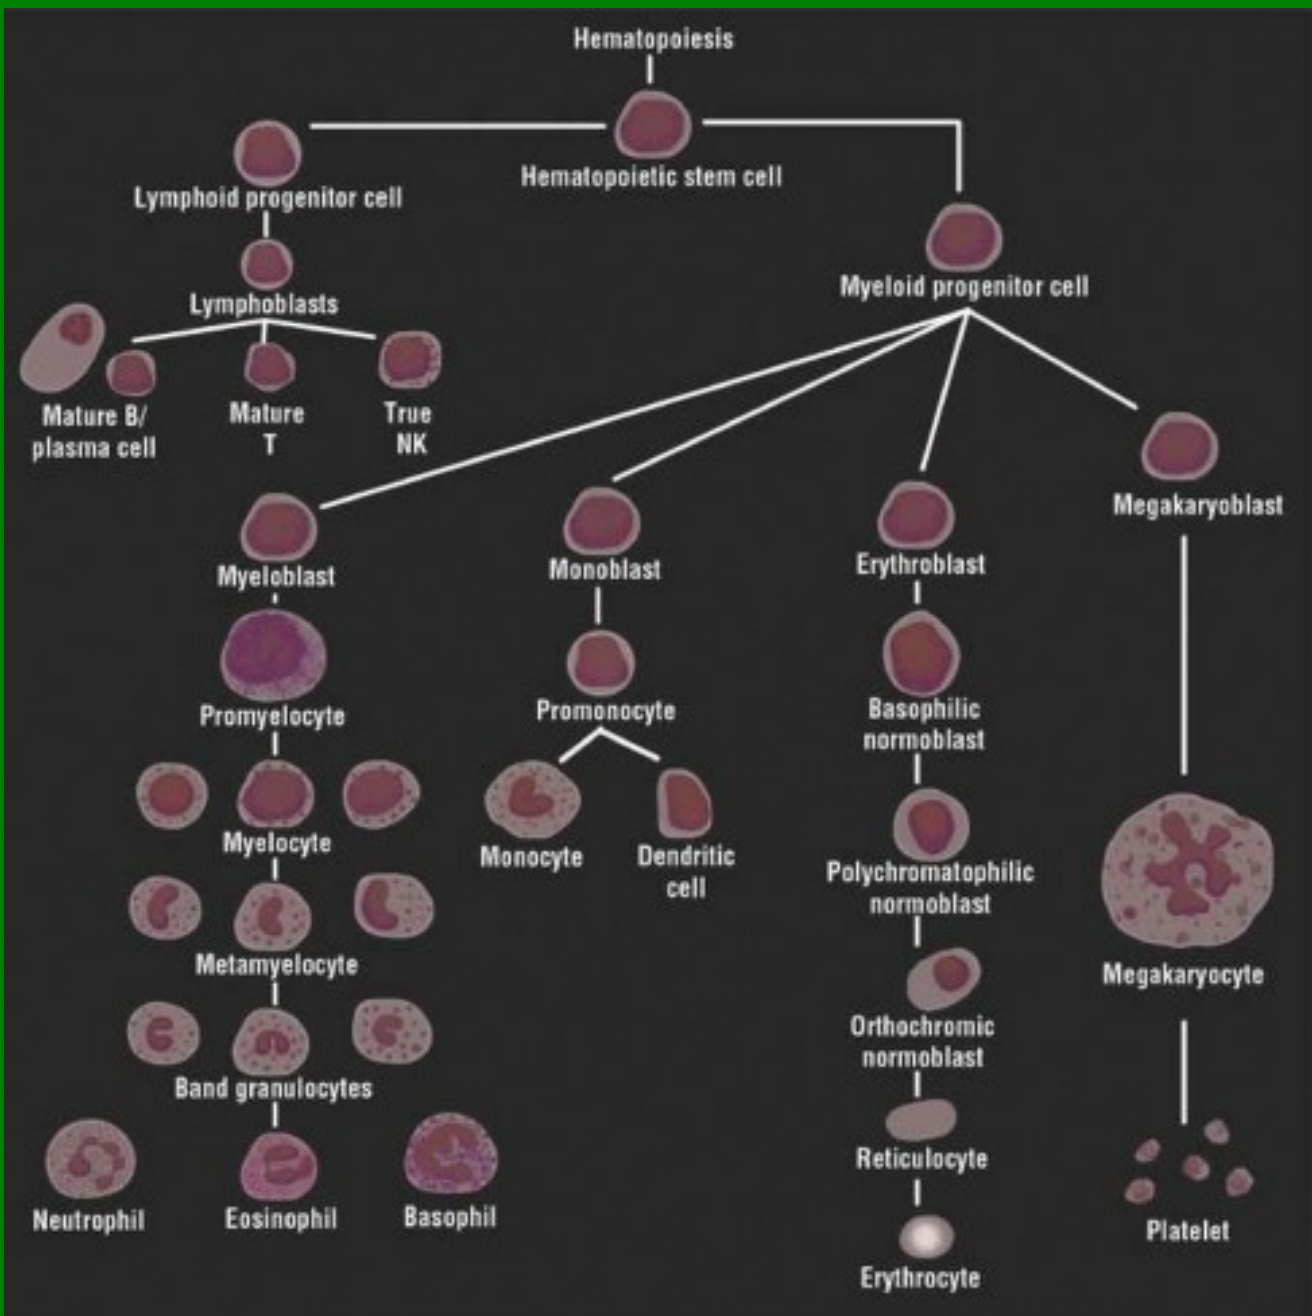 Hematopoiesis
Hematopoietic stem cell
Lymphoid progenitor cell
Lymphoblasts
Mature B/
plasma cell
Mature
T
True
NK
Myeloid progenitor cell
Myeloblast
Promyelocyte
Myelocyte
Metamyelocyte
Band granulocytes
Neutrophil
Eosinophil
Basophil
Monoblast
Promonocyte
Monocyte
Dendritic
cell
Erythroblast
Basophilic
normoblast
Polychromatophilic
normoblast
Orthochromic
normoblast
Reticulocyte
Erythrocyte
Megakaryoblast
Megakaryocyte
Platelet